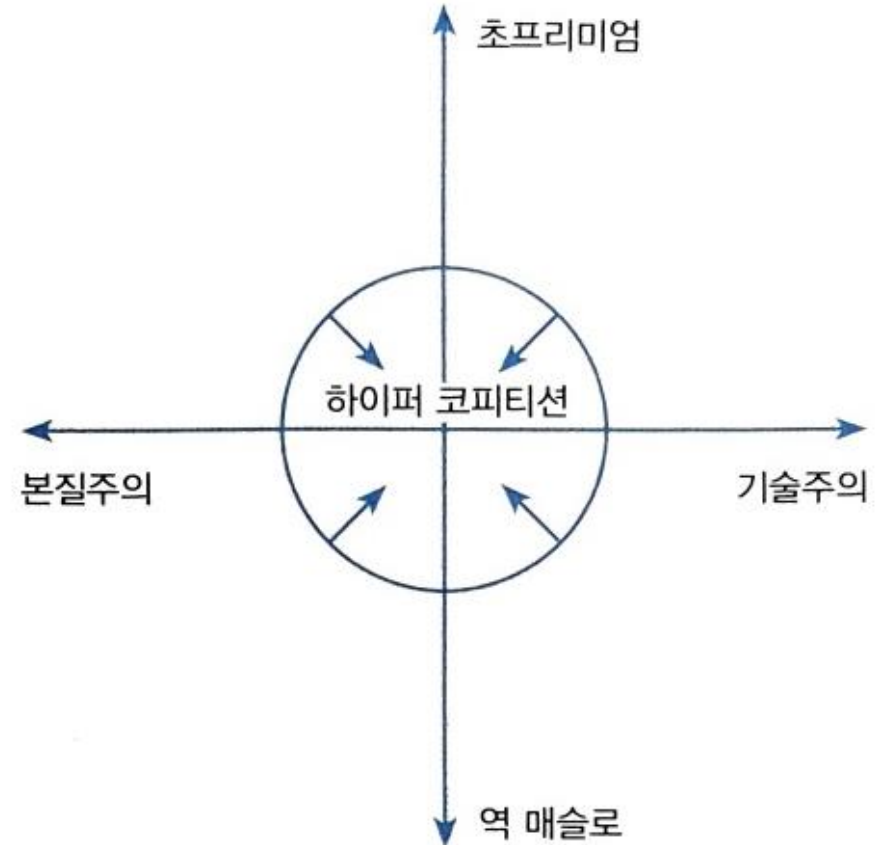 초프리미엄
하이퍼 코피티션
본질주의
기술주의
역 매슬로